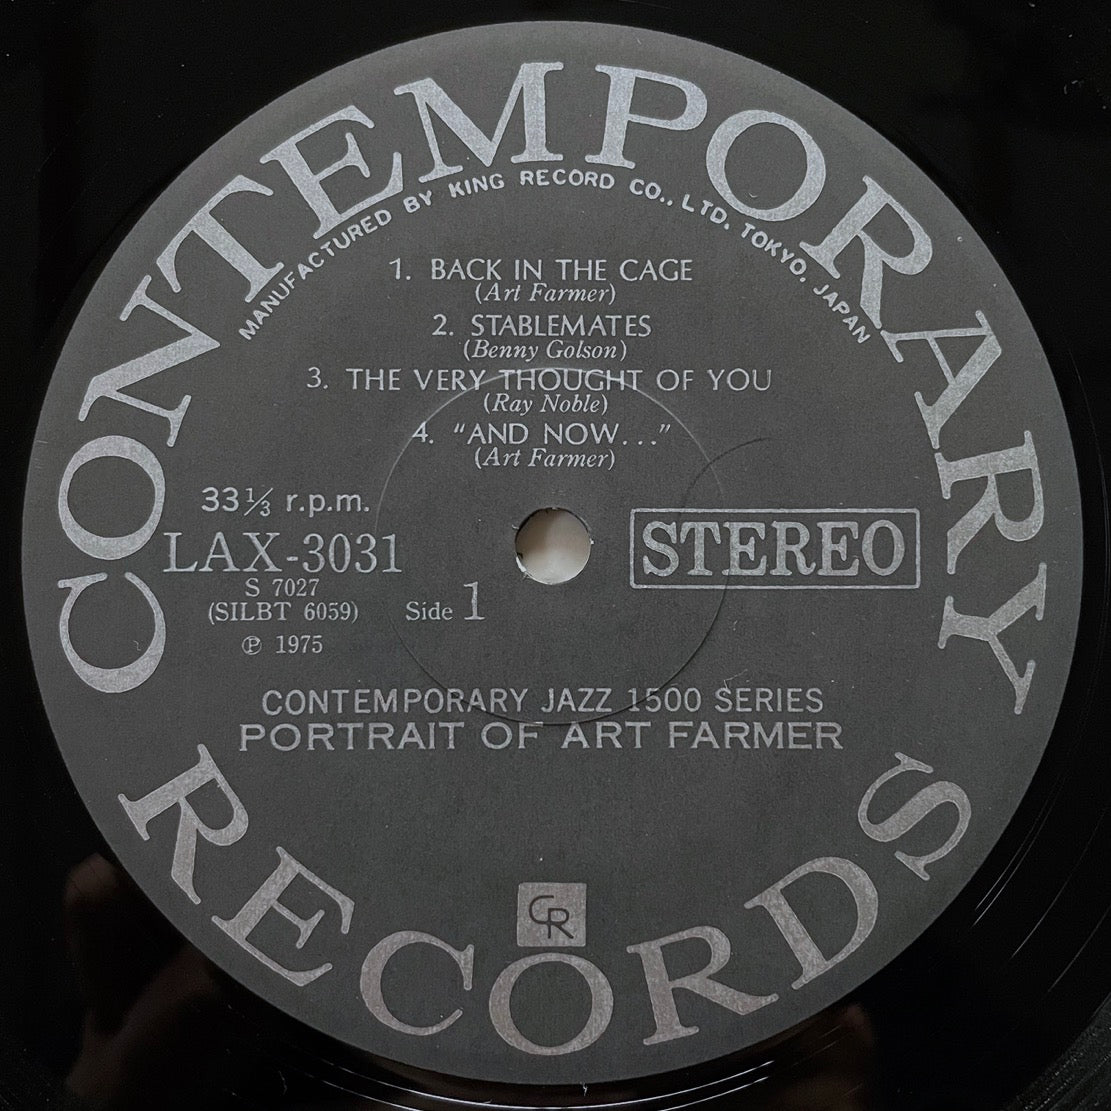 CONTEMPORARY
MANUFACTURED BY KING RECORD CO., LTD. TOKYO. JAPAN
1. BACK IN THE CAGE
(Art Farmer)
2. STABLEMATES
(Benny Golson)
3. THE VERY THOUGHT OF YOU
(Ray Noble)
4. “AND NOW...”
(Art Farmer)
33⅓ r.p.m.
LAX-3031
S 7027
(SILBT 6059)
Side 1
℗ 1975
STEREO
CONTEMPORARY JAZZ 1500 SERIES
PORTRAIT OF ART FARMER
CR
RECORDS